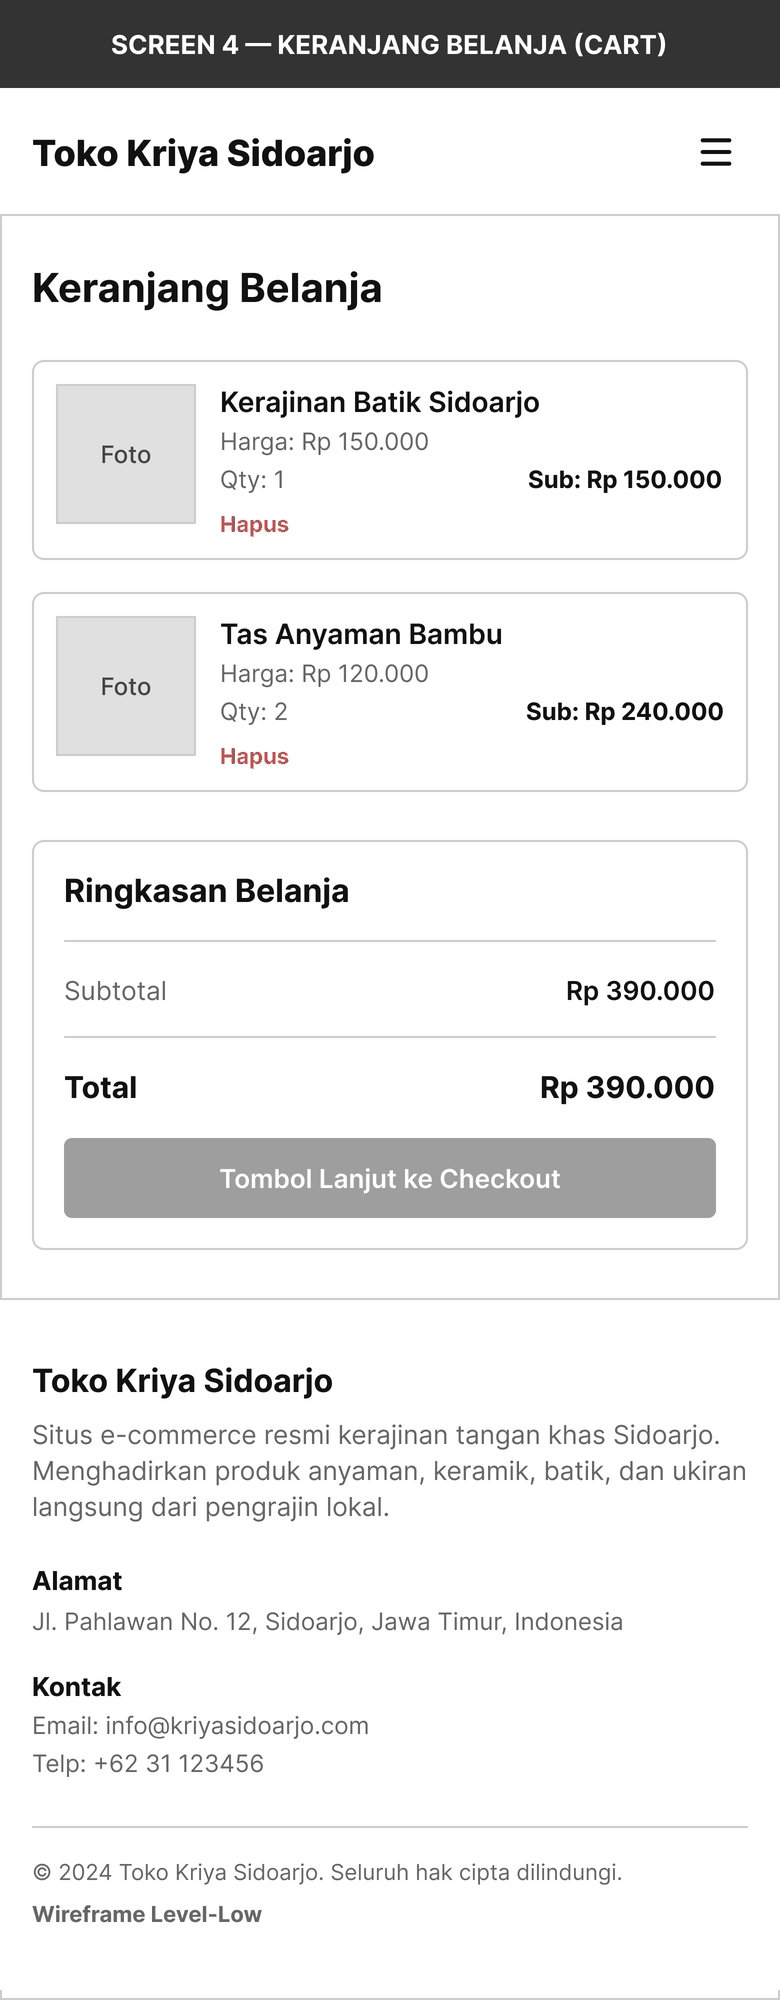 SCREEN 4 — KERANJANG BELANJA (CART)
Toko Kriya Sidoarjo
Keranjang Belanja
Foto
Kerajinan Batik Sidoarjo
Harga: Rp 150.000
Qty: 1
Sub: Rp 150.000
Hapus
Foto
Tas Anyaman Bambu
Harga: Rp 120.000
Qty: 2
Sub: Rp 240.000
Hapus
Ringkasan Belanja
Subtotal
Rp 390.000
Total
Rp 390.000
Tombol Lanjut ke Checkout
Toko Kriya Sidoarjo
Situs e-commerce resmi kerajinan tangan khas Sidoarjo.
Menghadirkan produk anyaman, keramik, batik, dan ukiran
langsung dari pengrajin lokal.
Alamat
Jl. Pahlawan No. 12, Sidoarjo, Jawa Timur, Indonesia
Kontak
Email: info@kriyasidoarjo.com
Telp: +62 31 123456
© 2024 Toko Kriya Sidoarjo. Seluruh hak cipta dilindungi.
Wireframe Level-Low